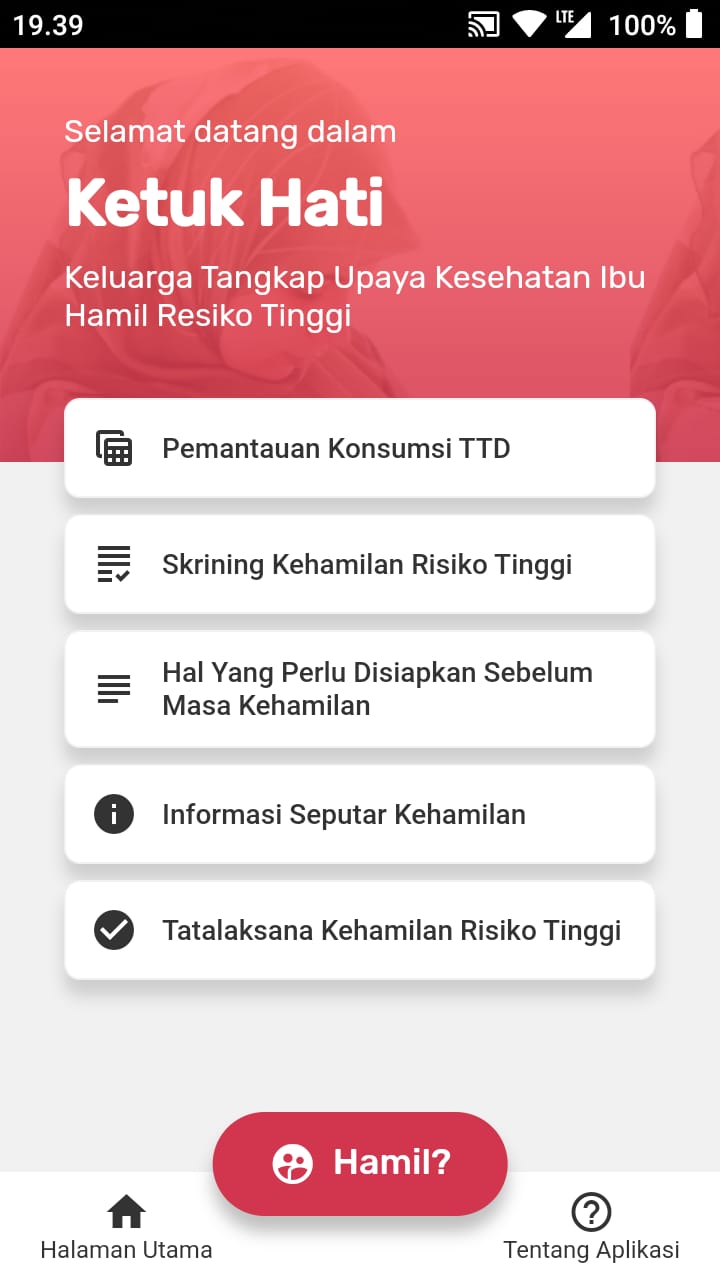 19.39
LTE
100%
Selamat datang dalam
Ketuk Hati
Keluarga Tangkap Upaya Kesehatan Ibu
Hamil Resiko Tinggi
Pemantauan Konsumsi TTD
Skrining Kehamilan Risiko Tinggi
Hal Yang Perlu Disiapkan Sebelum
Masa Kehamilan
Informasi Seputar Kehamilan
Tatalaksana Kehamilan Risiko Tinggi
Hamil?
Halaman Utama
Tentang Aplikasi